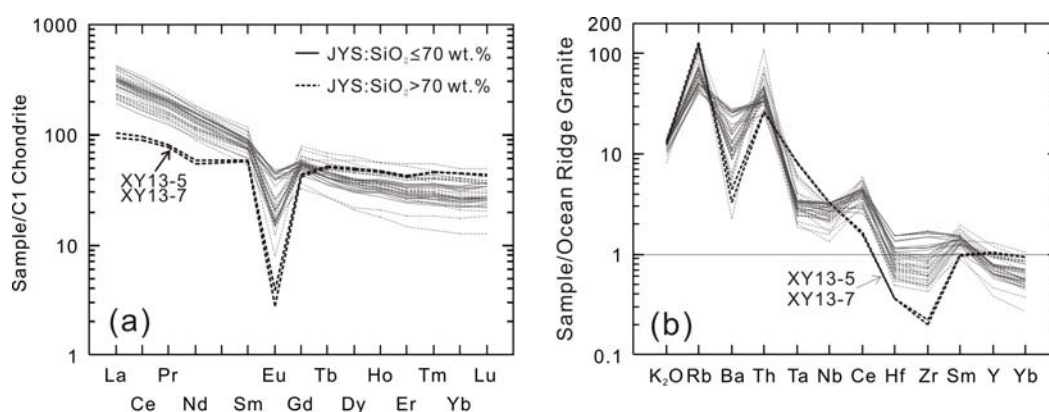 1000
100
10
1
Sample/C1 Chondrite
JYS:SiO₂≤70 wt.%
JYS:SiO₂>70 wt.%
XY13-5
XY13-7
(a)
La Pr Eu Tb Ho Tm Lu
Ce Nd Sm Gd Dy Er Yb
200
100
10
1
0.1
Sample/Ocean Ridge Granite
XY13-5
XY13-7
(b)
K₂O Rb Ba Th Ta Nb Ce Hf Zr Sm Y Yb